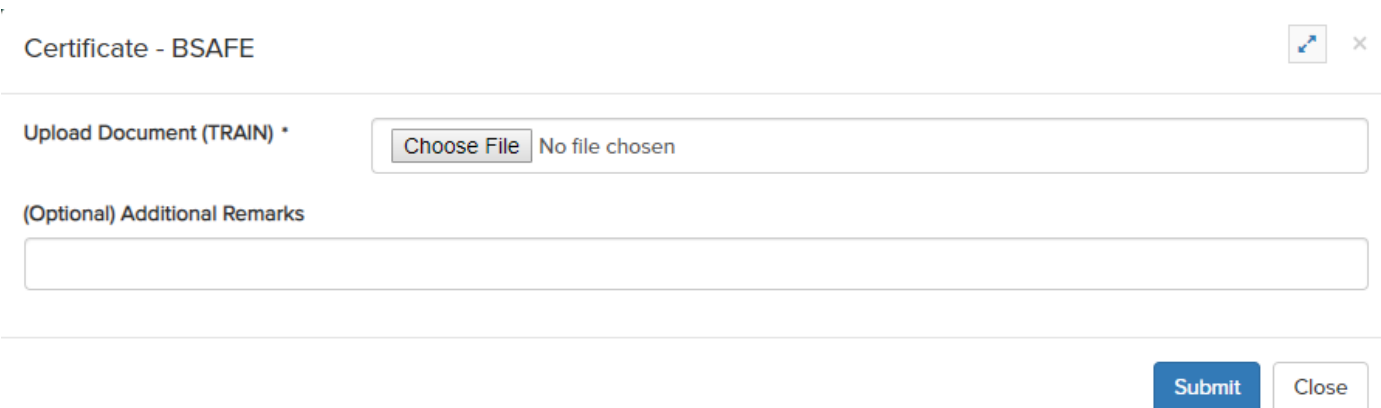 Certificate - BSAFE
Upload Document (TRAIN) *
Choose File No file chosen
(Optional) Additional Remarks
Submit Close